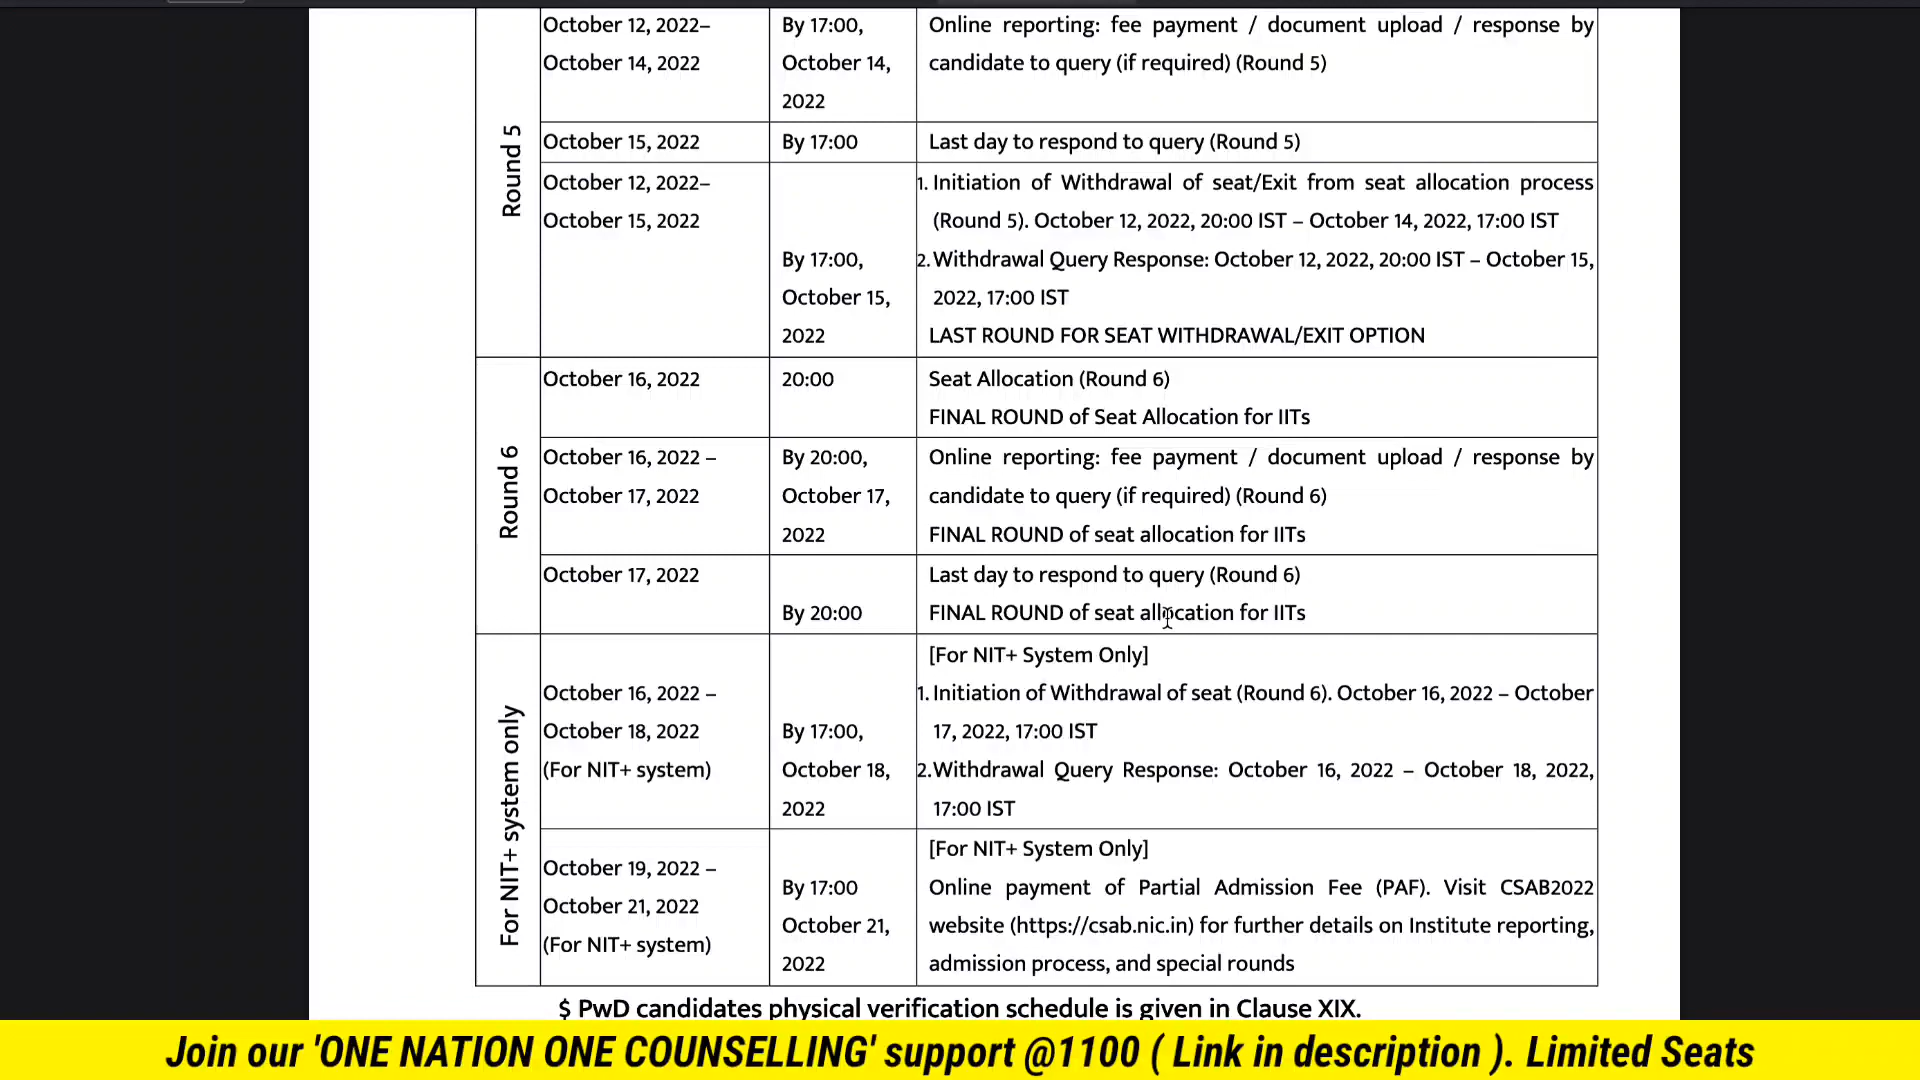 October 12, 2022–
October 14, 2022
By 17:00,
October 14,
2022
Online reporting: fee payment / document upload / response by
candidate to query (if required) (Round 5)
Round 5
October 15, 2022
By 17:00
Last day to respond to query (Round 5)
October 12, 2022–
October 15, 2022
By 17:00,
October 15,
2022
1. Initiation of Withdrawal of seat/Exit from seat allocation process
(Round 5). October 12, 2022, 20:00 IST – October 14, 2022, 17:00 IST
2. Withdrawal Query Response: October 12, 2022, 20:00 IST – October 15,
2022, 17:00 IST
LAST ROUND FOR SEAT WITHDRAWAL/EXIT OPTION
Round 6
October 16, 2022
20:00
Seat Allocation (Round 6)
FINAL ROUND of Seat Allocation for IITs
October 16, 2022 –
October 17, 2022
By 20:00,
October 17,
2022
Online reporting: fee payment / document upload / response by
candidate to query (if required) (Round 6)
FINAL ROUND of seat allocation for IITs
October 17, 2022
By 20:00
Last day to respond to query (Round 6)
FINAL ROUND of seat allocation for IITs
For NIT+ system only
October 16, 2022 –
October 18, 2022
(For NIT+ system)
By 17:00,
October 18,
2022
[For NIT+ System Only]
1. Initiation of Withdrawal of seat (Round 6). October 16, 2022 – October
17, 2022, 17:00 IST
2. Withdrawal Query Response: October 16, 2022 – October 18, 2022,
17:00 IST
October 19, 2022 –
October 21, 2022
(For NIT+ system)
By 17:00
October 21,
2022
[For NIT+ System Only]
Online payment of Partial Admission Fee (PAF). Visit CSAB2022
website (https://csab.nic.in) for further details on Institute reporting,
admission process, and special rounds
$ PwD candidates physical verification schedule is given in Clause XIX.
Join our 'ONE NATION ONE COUNSELLING' support @1100 ( Link in description ). Limited Seats